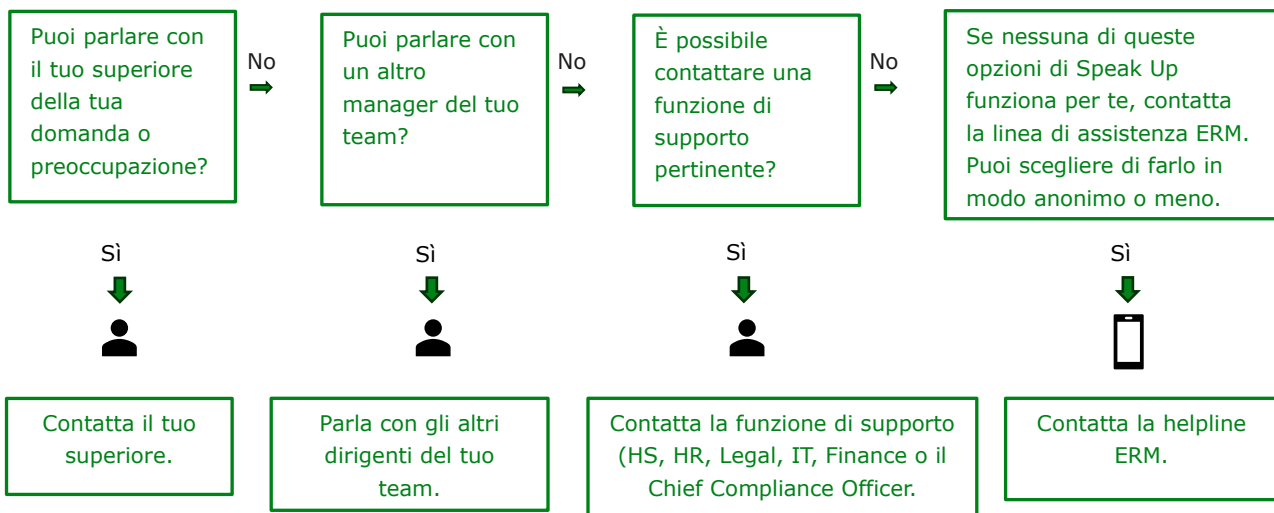 Puoi parlare con
il tuo superiore
della tua
domanda o
preoccupazione?
No
Puoi parlare con
un altro
manager del tuo
team?
No
È possibile
contattare una
funzione di
supporto
pertinente?
No
Se nessuna di queste
opzioni di Speak Up
funziona per te, contatta
la linea di assistenza ERM.
Puoi scegliere di farlo in
modo anonimo o meno.
Sì
Sì
Sì
Sì
Contatta il tuo
superiore.
Parla con gli altri
dirigenti del tuo
team.
Contatta la funzione di supporto
(HS, HR, Legal, IT, Finance o il
Chief Compliance Officer.
Contatta la helpline
ERM.